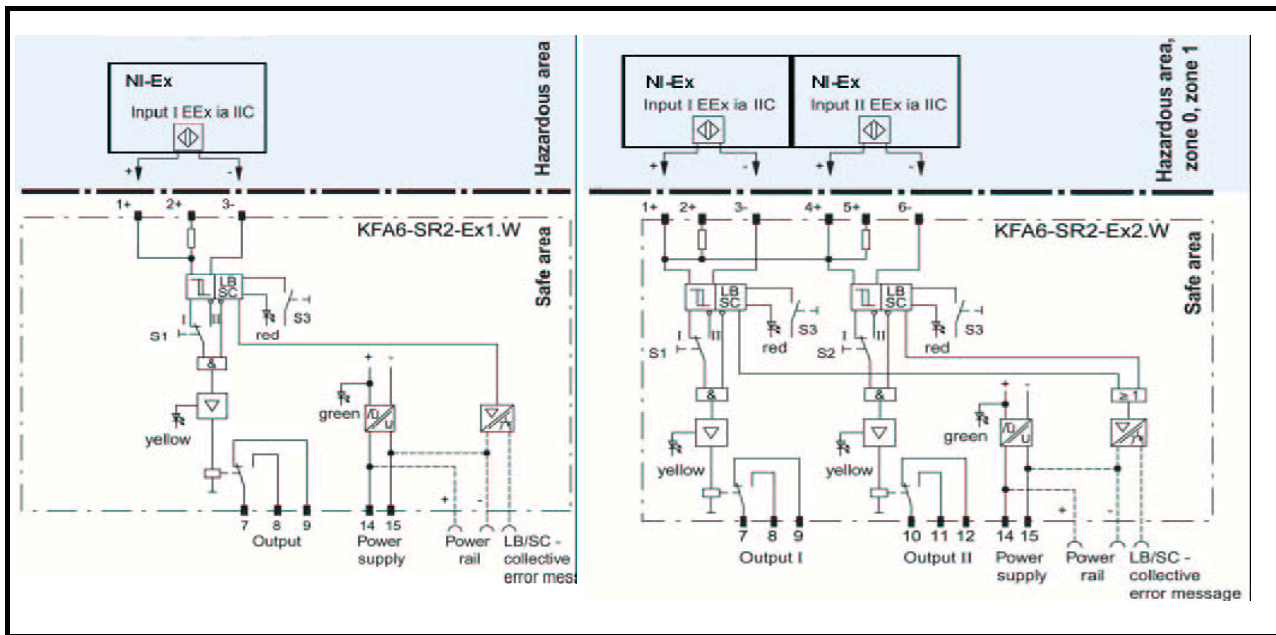 NI-Ex
Input I EEx ia IIC
+
-
Hazardous area
1+ 2+ 3-
KFA6-SR2-Ex1.W
Safe area
LB
SC
I II
S1
red
S3
&
+ -
green
yellow
U
+ -
7 8 9 14 15
Output
Power supply
Power rail
LB/SC -
collective
error mess
NI-Ex
Input I EEx ia IIC
+ -
NI-Ex
Input II EEx ia IIC
+ -
Hazardous area,
zone 0, zone 1
1+ 2+ 3- 4+ 5+ 6-
KFA6-SR2-Ex2.W
Safe area
LB
SC
I II
S1
red
S3
LB
SC
I II
S2
red
S3
& &
≥1
+ -
green
yellow
yellow
U
+ -
7 8 9 10 11 12 14 15
Output I
Output II
Power supply
Power rail
LB/SC -
collective
error message